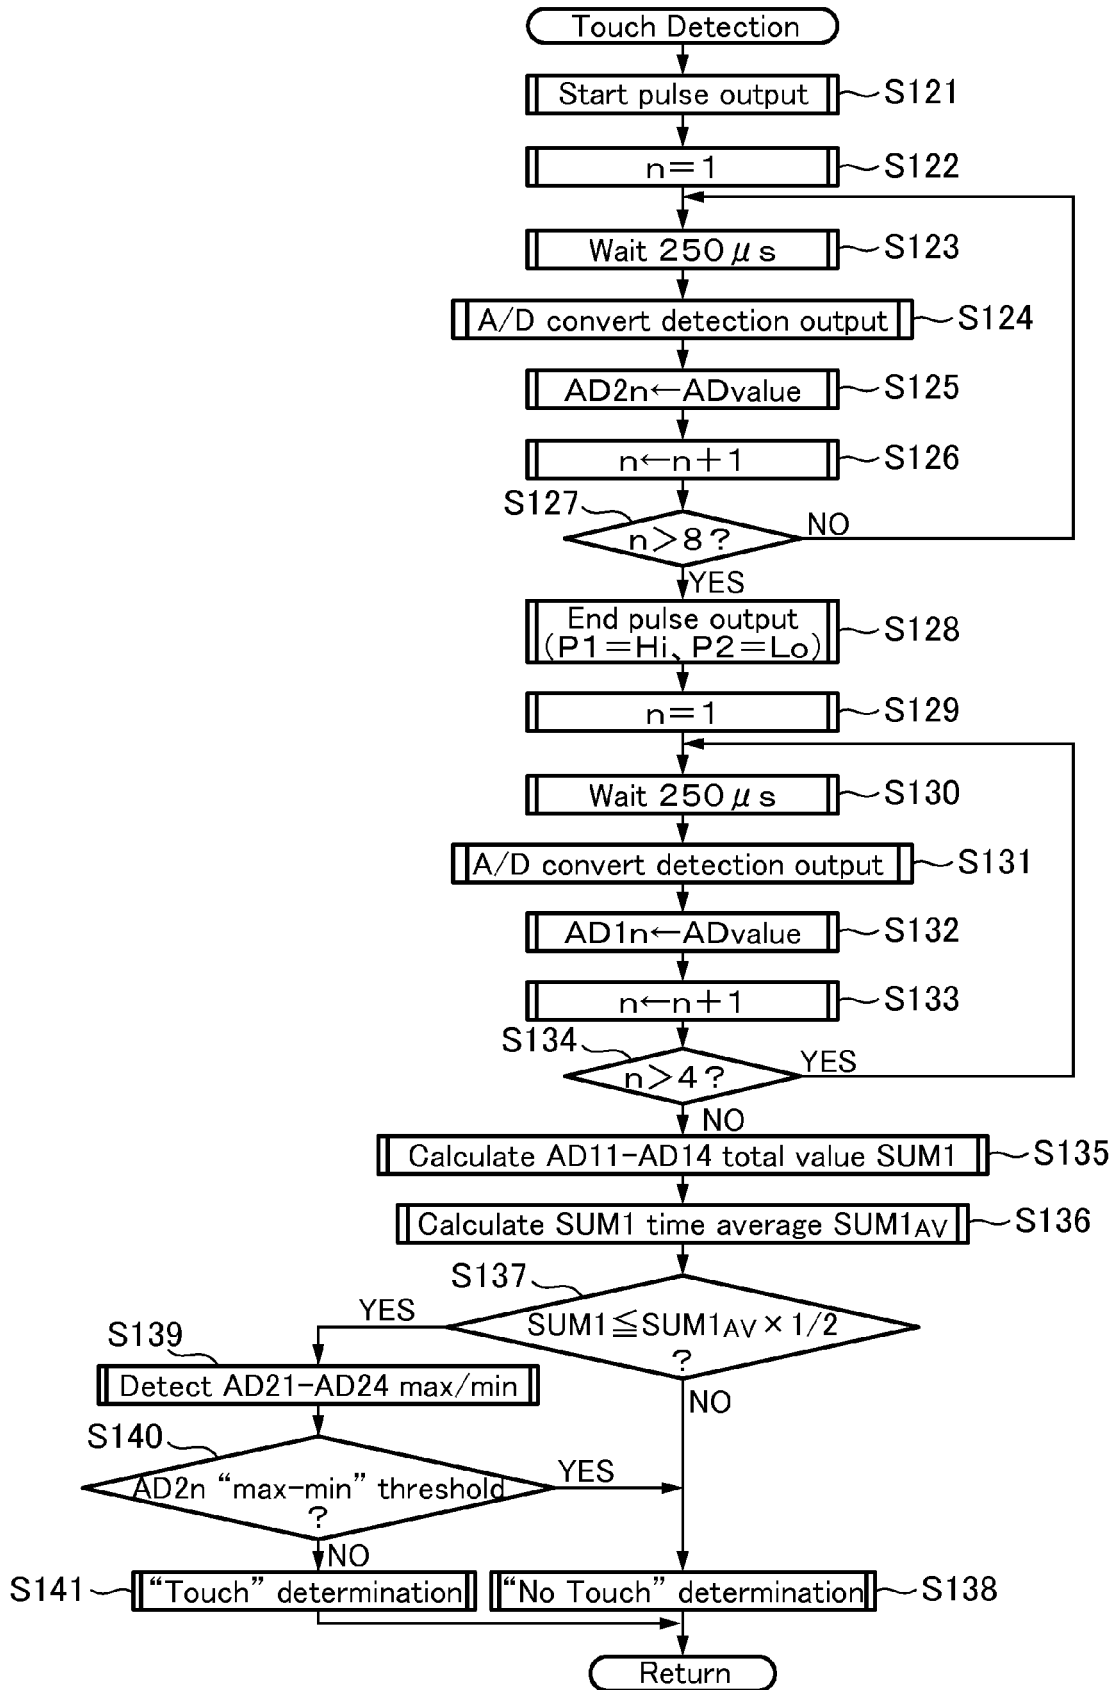 Touch Detection
Start pulse output
S121
n=1
S122
Wait 250μs
S123
A/D convert detection output
S124
AD2n←ADvalue
S125
n←n+1
S126
S127
n>8?
NO
YES
End pulse output
(P1=Hi、P2=Lo)
S128
n=1
S129
Wait 250μs
S130
A/D convert detection output
S131
AD1n←ADvalue
S132
n←n+1
S133
S134
n>4?
YES
NO
Calculate AD11-AD14 total value SUM1
S135
Calculate SUM1 time average SUM1AV
S136
S137
YES
SUM1≦SUM1AV×1/2
?
NO
S139
Detect AD21-AD24 max/min
S140
AD2n “max-min” threshold
?
YES
NO
S141
“Touch” determination
“No Touch” determination
S138
Return